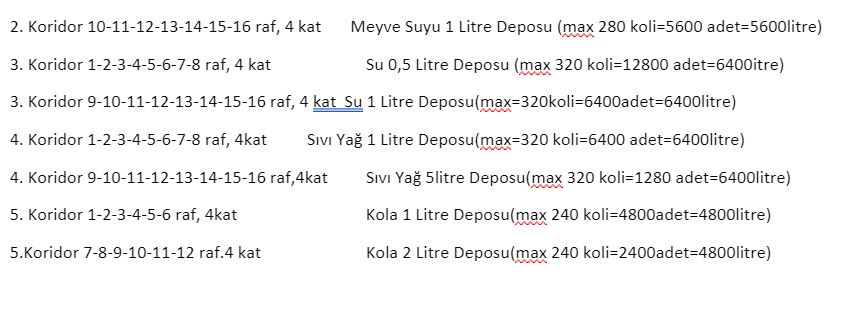 2. Koridor 10-11-12-13-14-15-16 raf, 4 kat Meyve Suyu 1 Litre Deposu (max 280 koli=5600 adet=5600litre)
3. Koridor 1-2-3-4-5-6-7-8 raf, 4 kat Su 0,5 Litre Deposu (max 320 koli=12800 adet=6400itre)
3. Koridor 9-10-11-12-13-14-15-16 raf, 4 kat Su 1 Litre Deposu(max=320koli=6400adet=6400litre)
4. Koridor 1-2-3-4-5-6-7-8 raf, 4kat Sıvı Yağ 1 Litre Deposu(max=320 koli=6400 adet=6400litre)
4. Koridor 9-10-11-12-13-14-15-16 raf,4kat Sıvı Yağ 5litre Deposu(max 320 koli=1280 adet=6400litre)
5. Koridor 1-2-3-4-5-6 raf, 4kat Kola 1 Litre Deposu(max 240 koli=4800adet=4800litre)
5.Koridor 7-8-9-10-11-12 raf.4 kat Kola 2 Litre Deposu(max 240 koli=2400adet=4800litre)